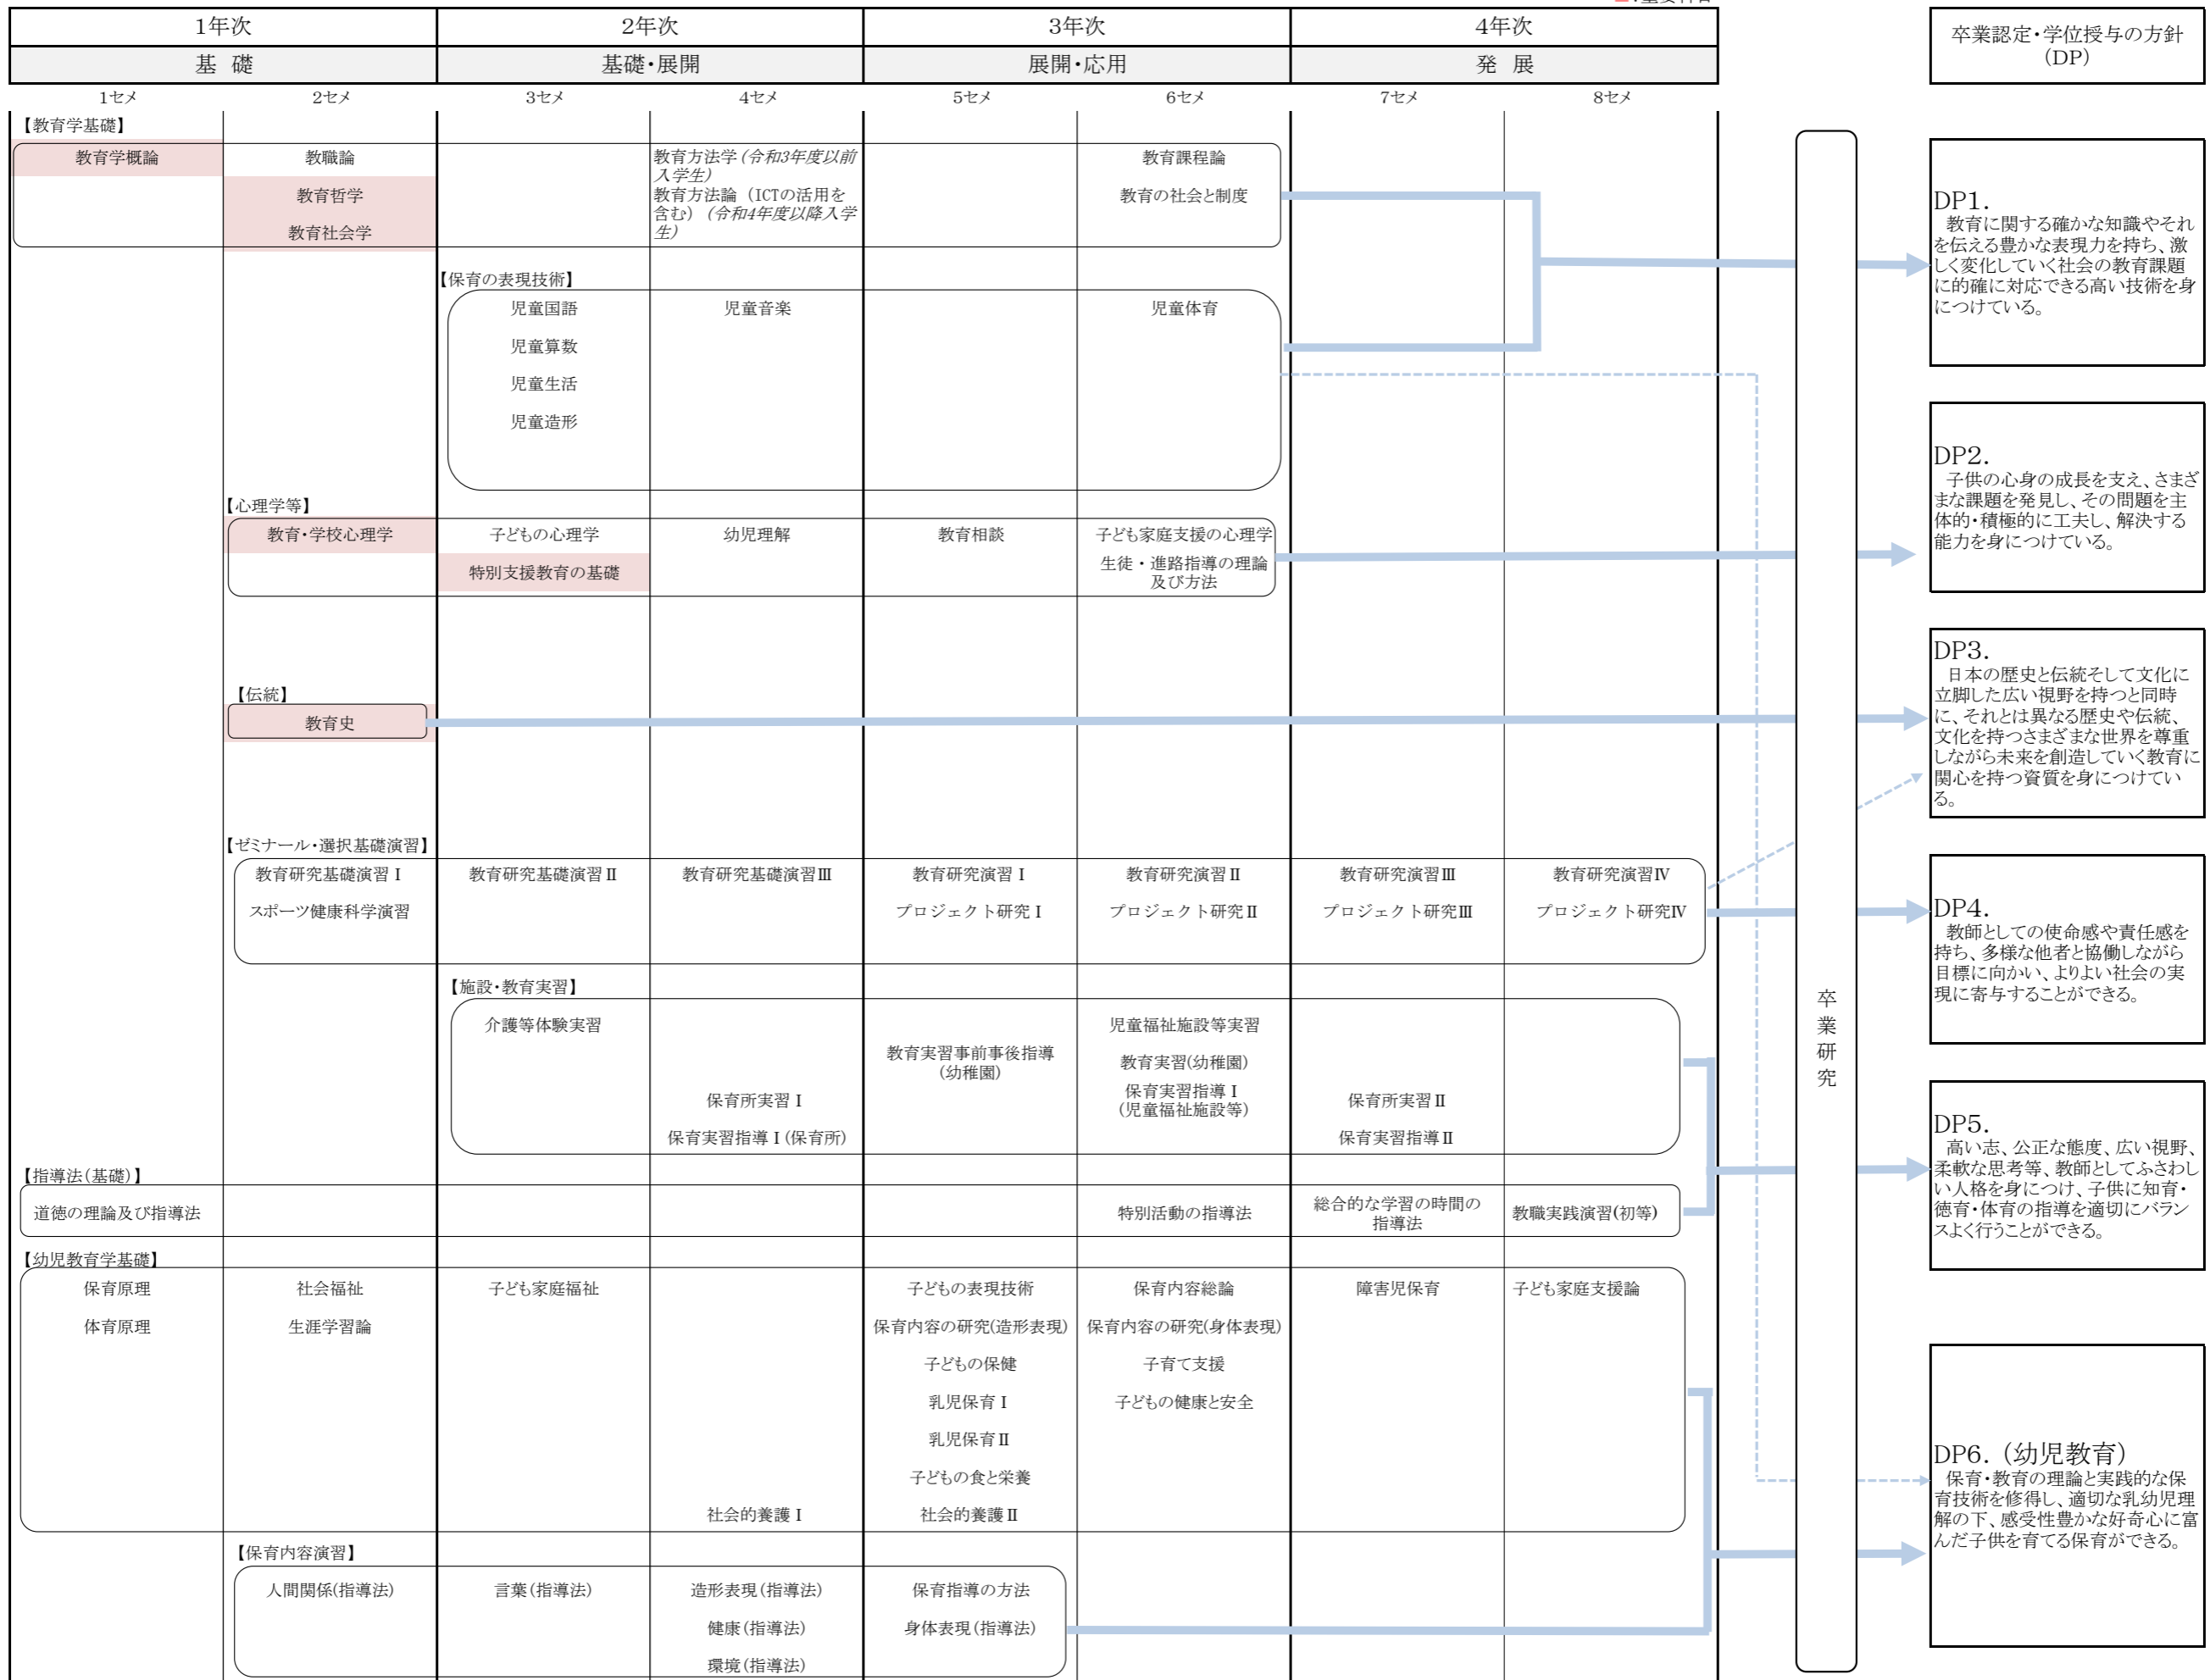 1年次 2年次 3年次 4年次
基 礎 基礎・展開 展開・応用 発 展
1セメ 2セメ 3セメ 4セメ 5セメ 6セメ 7セメ 8セメ
卒業認定・学位授与の方針
(DP)
【教育学基礎】
教育学概論 教職論 教育方法学(令和3年度以前 教育課程論
入学生)
教育哲学 教育方法論（ICTの活用を 教育の社会と制度
含む）(令和4年度以降入学
教育社会学 生)
【保育の表現技術】
児童国語 児童音楽 児童体育
児童算数
児童生活
児童造形
【心理学等】
教育・学校心理学 子どもの心理学 幼児理解 教育相談 子ども家庭支援の心理学
特別支援教育の基礎 生徒・進路指導の理論
及び方法
【伝統】
教育史
【ゼミナール・選択基礎演習】
教育研究基礎演習Ⅰ 教育研究基礎演習Ⅱ 教育研究基礎演習Ⅲ 教育研究演習Ⅰ 教育研究演習Ⅱ 教育研究演習Ⅲ 教育研究演習Ⅳ
スポーツ健康科学演習 プロジェクト研究Ⅰ プロジェクト研究Ⅱ プロジェクト研究Ⅲ プロジェクト研究Ⅳ
【施設・教育実習】
介護等体験実習 児童福祉施設等実習
教育実習事前事後指導 教育実習(幼稚園)
(幼稚園)
保育所実習Ⅰ 保育実習指導Ⅰ 保育所実習Ⅱ
(児童福祉施設等)
保育実習指導Ⅰ(保育所) 保育実習指導Ⅱ
【指導法(基礎)】
道徳の理論及び指導法 特別活動の指導法 総合的な学習の時間の 教職実践演習(初等)
指導法
【幼児教育学基礎】
保育原理 社会福祉 子ども家庭福祉 子どもの表現技術 保育内容総論 障害児保育 子ども家庭支援論
体育原理 生涯学習論 保育内容の研究(造形表現) 保育内容の研究(身体表現)
子どもの保健 子育て支援
乳児保育Ⅰ 子どもの健康と安全
乳児保育Ⅱ
子どもの食と栄養
社会的養護Ⅰ 社会的養護Ⅱ
【保育内容演習】
人間関係(指導法) 言葉(指導法) 造形表現(指導法) 保育指導の方法
健康(指導法) 身体表現(指導法)
環境(指導法)
卒業研究
DP1.
教育に関する確かな知識やそれ
を伝える豊かな表現力を持ち、激
しく変化していく社会の教育課題
に的確に対応できる高い技術を身
につけている。
DP2.
子供の心身の成長を支え、さまざ
まな課題を発見し、その問題を主
体的・積極的に工夫し、解決する
能力を身につけている。
DP3.
日本の歴史と伝統そして文化に
立脚した広い視野を持つと同時
に、それとは異なる歴史や伝統、
文化を持つさまざまな世界を尊重
しながら未来を創造していく教育に
関心を持つ資質を身につけてい
る。
DP4.
教師としての使命感や責任感を
持ち、多様な他者と協働しながら
目標に向かい、よりよい社会の実
現に寄与することができる。
DP5.
高い志、公正な態度、広い視野、
柔軟な思考等、教師としてふさわし
い人格を身につけ、子供に知育・
徳育・体育の指導を適切にバラン
スよく行うことができる。
DP6.（幼児教育）
保育・教育の理論と実践的な保
育技術を修得し、適切な乳幼児理
解の下、感受性豊かな好奇心に富
んだ子供を育てる保育ができる。